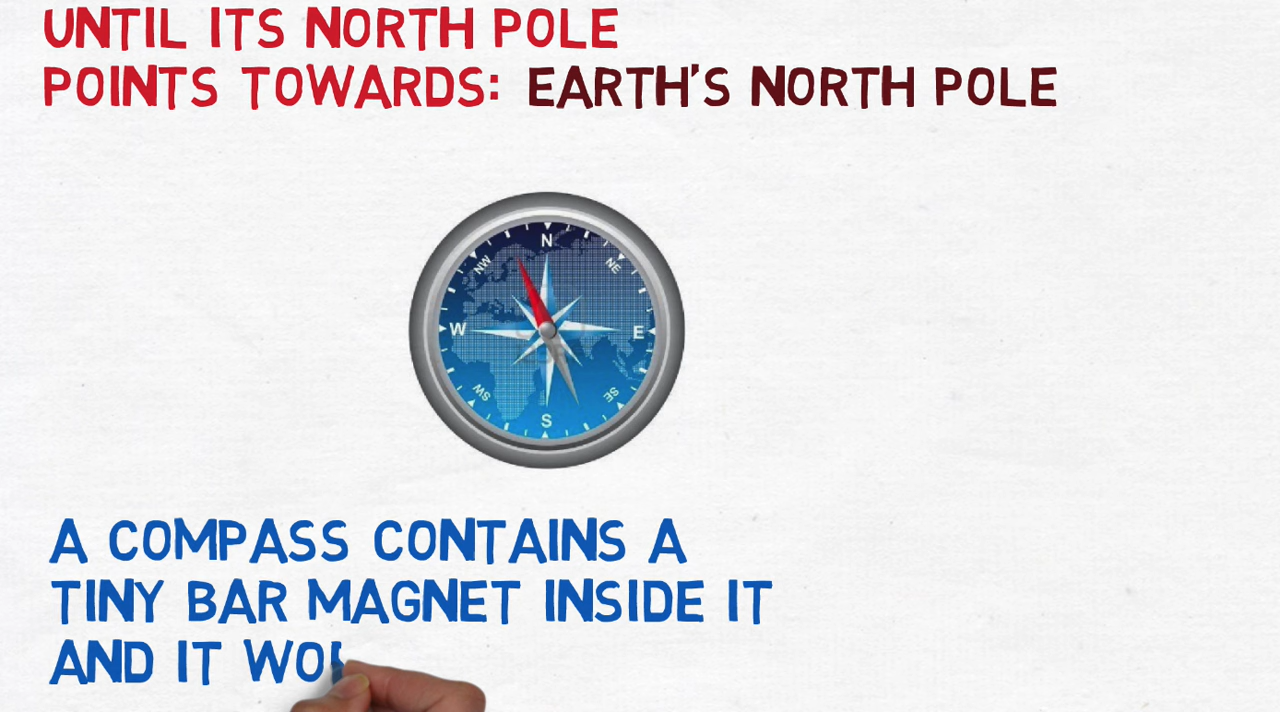 UNTIL ITS NORTH POLE
POINTS TOWARDS: EARTH'S NORTH POLE
N
NW
NE
W
E
SW
SE
S
A COMPASS CONTAINS A
TINY BAR MAGNET INSIDE IT
AND IT